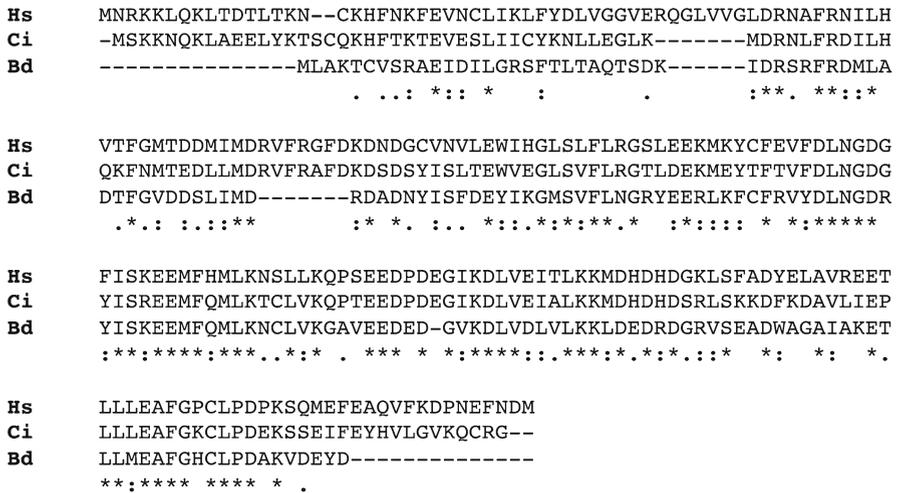 Hs MNRKKLQKLTDTLTKN--CKHFNKFEVNCLIKLFYDLVGGVERQGLVVGLDRNAFRNILH
Ci -MSKKNQKLAEELYKTSCQKHFTKTEVESLIICYKNLLEGLK-------MDRNLFRDILH
Bd ---------------MLAKTCVSRAEIDILGRSFTLTAQTSDK------IDRSRFRDMLA
. ..: *:: * : . :**. **::*
Hs VTFGMTDDMIMDRVFRGFDKDNDGCVNVLEWIHGLSLFLRGSLEEKMKYCFEVFDLNGDG
Ci QKFNMTEDLLMDRVFRAFDKDSDSYISLTEWVEGLSVFLRGTLDEKMEYTFTVFDLNGDG
Bd DTFGVDDSLIMD-------RDADNYISFDEYIKGMSVFLNGRYEERLKFCFRVYDLNGDR
.*.: :.::** :* *. :.. *::.*:*:**.* :*:::: * *:*****
Hs FISKEEMFHMLKNSLLKQPSEEDPDEGIKDLVEITLKKMDHDHDGKLSFADYELAVREET
Ci YISREEMFQMLKTCLVKQPTEEDPDEGIKDLVEIALKKMDHDHDSRLSKKDFKDAVLIEP
Bd YISKEEMFQMLKNCLVKGAVEEDED-GVKDLVDLVLKKLDEDRDGRVSEADWAGAIAKET
:**:****:***..*:* . *** * *:****::.***:*.*:*.::* *: *: *.
Hs LLLEAFGPCLPDPKSQMEFEAQVFKDPNEFNDM
Ci LLLEAFGKCLPDEKSSEIFEYHVLGVKQCRG--
Bd LLMEAFGHCLPDAKVDEYD--------------
**:**** **** * .